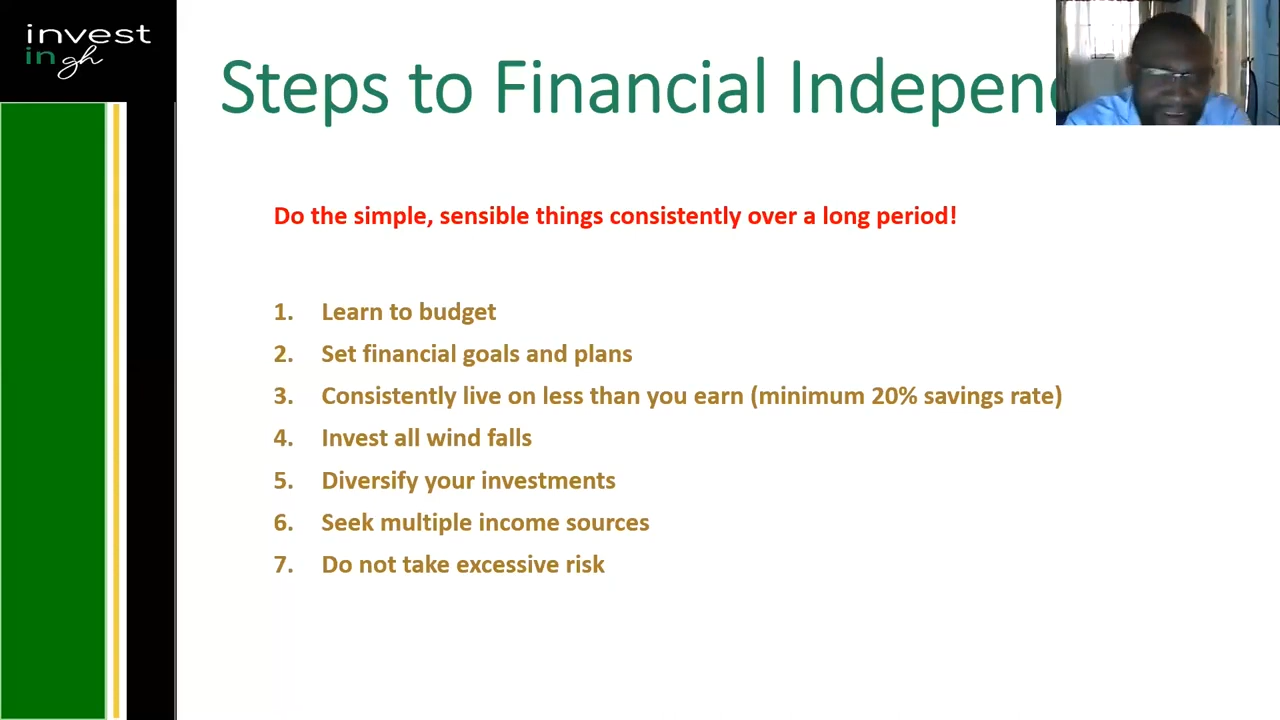 invest
in gh
Steps to Financial Indepen
Do the simple, sensible things consistently over a long period!
1. Learn to budget
2. Set financial goals and plans
3. Consistently live on less than you earn (minimum 20% savings rate)
4. Invest all wind falls
5. Diversify your investments
6. Seek multiple income sources
7. Do not take excessive risk